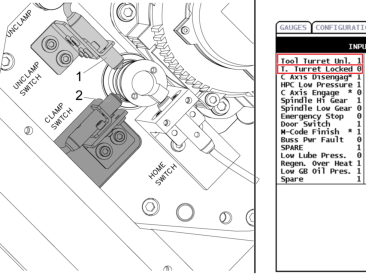 UNCLAMP
UNCLAMP
SWITCH
1
2
CLAMP
SWITCH
HOME
SWITCH
GAUGES
INPU
Tool Turret Unl. 1
T. Turret Locked 0
C Axis Disengag* 1
HPC Low Pressure 1
C Axis Engage * 0
Spindle Hi Gear 1
Spindle Low Gear 0
Emergency Stop 0
Door Switch 1
M-Code Finish * 1
Buss Pwr Fault 0
SPARE 1
Low Lube Press. 0
Regen. Over Heat 1
Low GB Oil Pres. 1
Spare 1